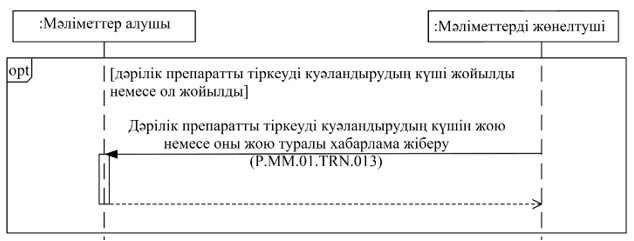 :Мәліметтер алушы
:Мәліметтерді жөнелтуші
opt
[дәрілік препаратты тіркеуді куәландырудың күші жойылды
немесе ол жойылды]
Дәрілік препаратты тіркеуді куәландырудың күшін жою
немесе оны жою туралы хабарлама жіберу
(P.MM.01.TRN.013)